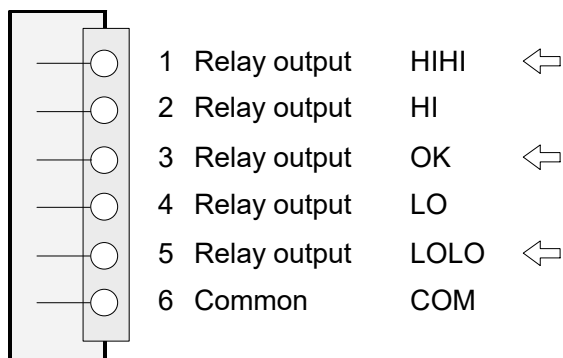 1 Relay output HIHI
2 Relay output HI
3 Relay output OK
4 Relay output LO
5 Relay output LOLO
6 Common COM